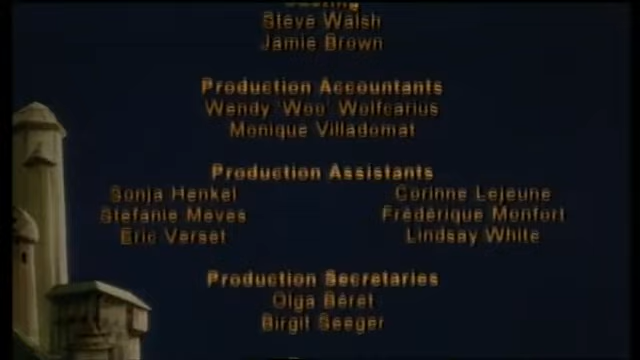 Steve Walsh
Jamie Brown
Production Accountants
Wendy 'Woo' Wolfcarius
Monique Villadomat
Production Assistants
Sonja Henkel Corinne Lejeune
Stefanie Meves Frédérique Monfort
Eric Verset Lindsay White
Production Secretaries
Olga Béret
Birgit Seeger